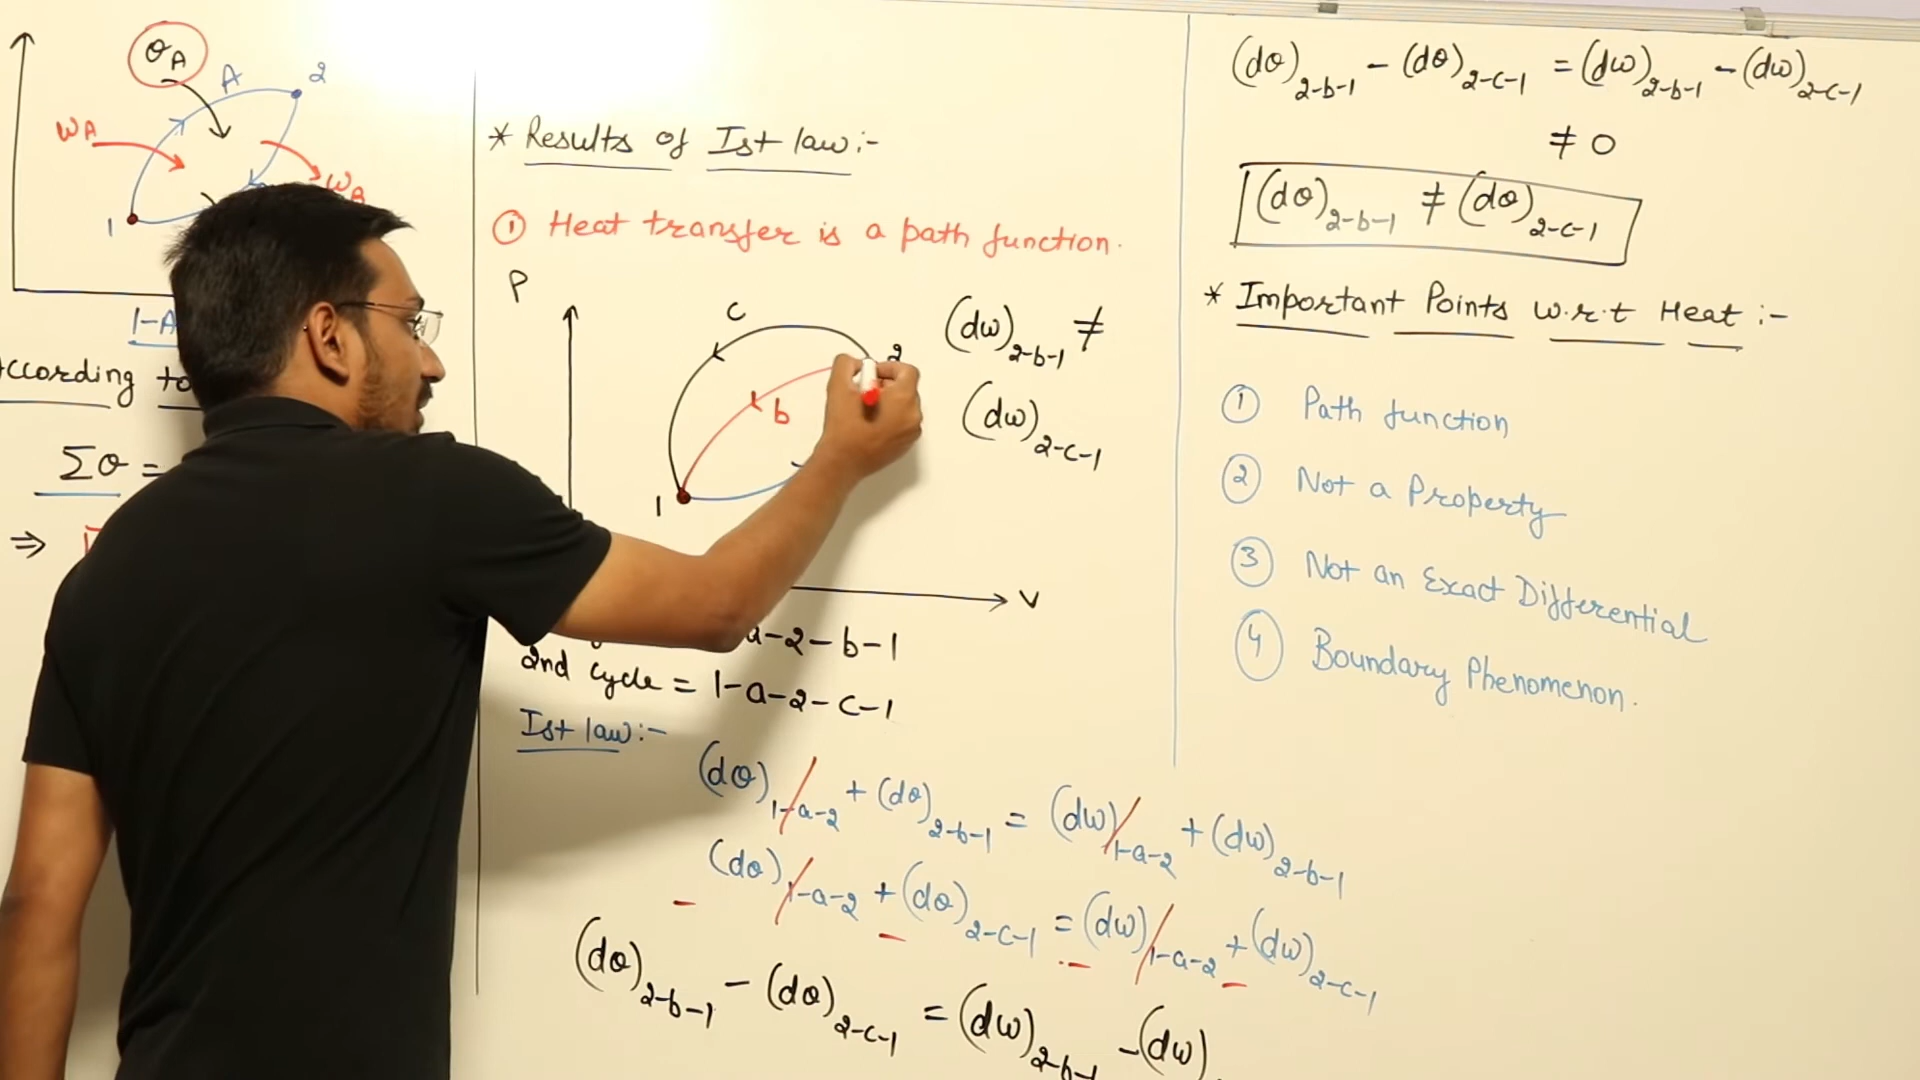 QA
A
2
WA
WA
1
1-A
According to
ΣQ =
⇒
* Results of Ist law :-
① Heat transfer is a path function.
P
C
2
b
1
V
(dw)2-b-1 ≠
(dw)2-c-1
a-2-b-1
2nd cycle = 1-a-2-c-1
Ist law :-
(dQ)1-a-2 + (dQ)2-b-1 = (dw)1-a-2 + (dw)2-b-1
(dQ)1-a-2 + (dQ)2-c-1 = (dw)1-a-2 + (dw)2-c-1
(dQ)2-b-1 - (dQ)2-c-1 = (dw)2-b-1 - (dw)
(dQ)2-b-1 - (dQ)2-c-1 = (dw)2-b-1 - (dw)2-c-1
≠ 0
(dQ)2-b-1 ≠ (dQ)2-c-1
* Important Points w.r.t Heat :-
① Path function
② Not a Property
③ Not an Exact Differential
④ Boundary Phenomenon.